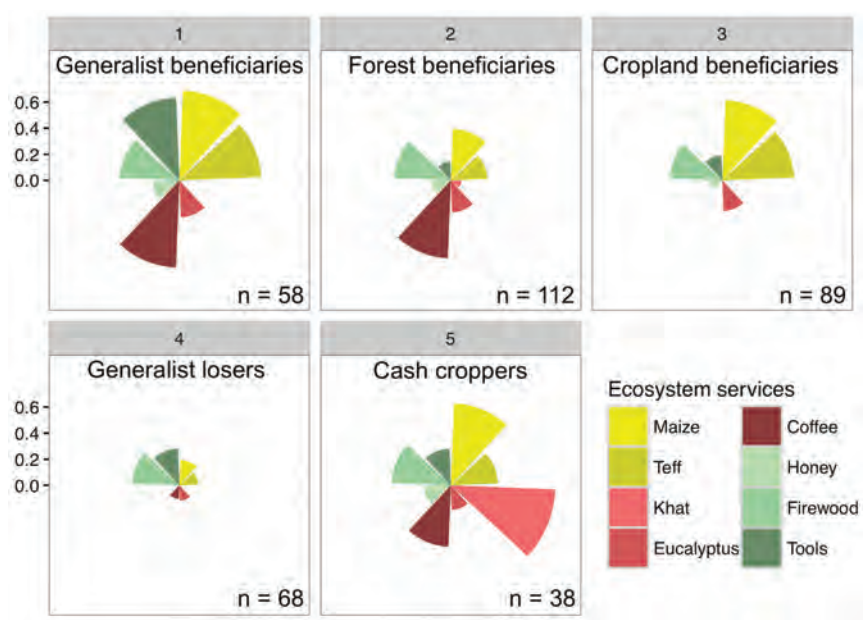 1
2
3
Generalist beneficiaries
Forest beneficiaries
Cropland beneficiaries
0.6
0.4
0.2
0.0
n = 58
n = 112
n = 89
4
5
Generalist losers
Cash croppers
0.6
0.4
0.2
0.0
n = 68
n = 38
Ecosystem services
Maize
Coffee
Teff
Honey
Khat
Firewood
Eucalyptus
Tools